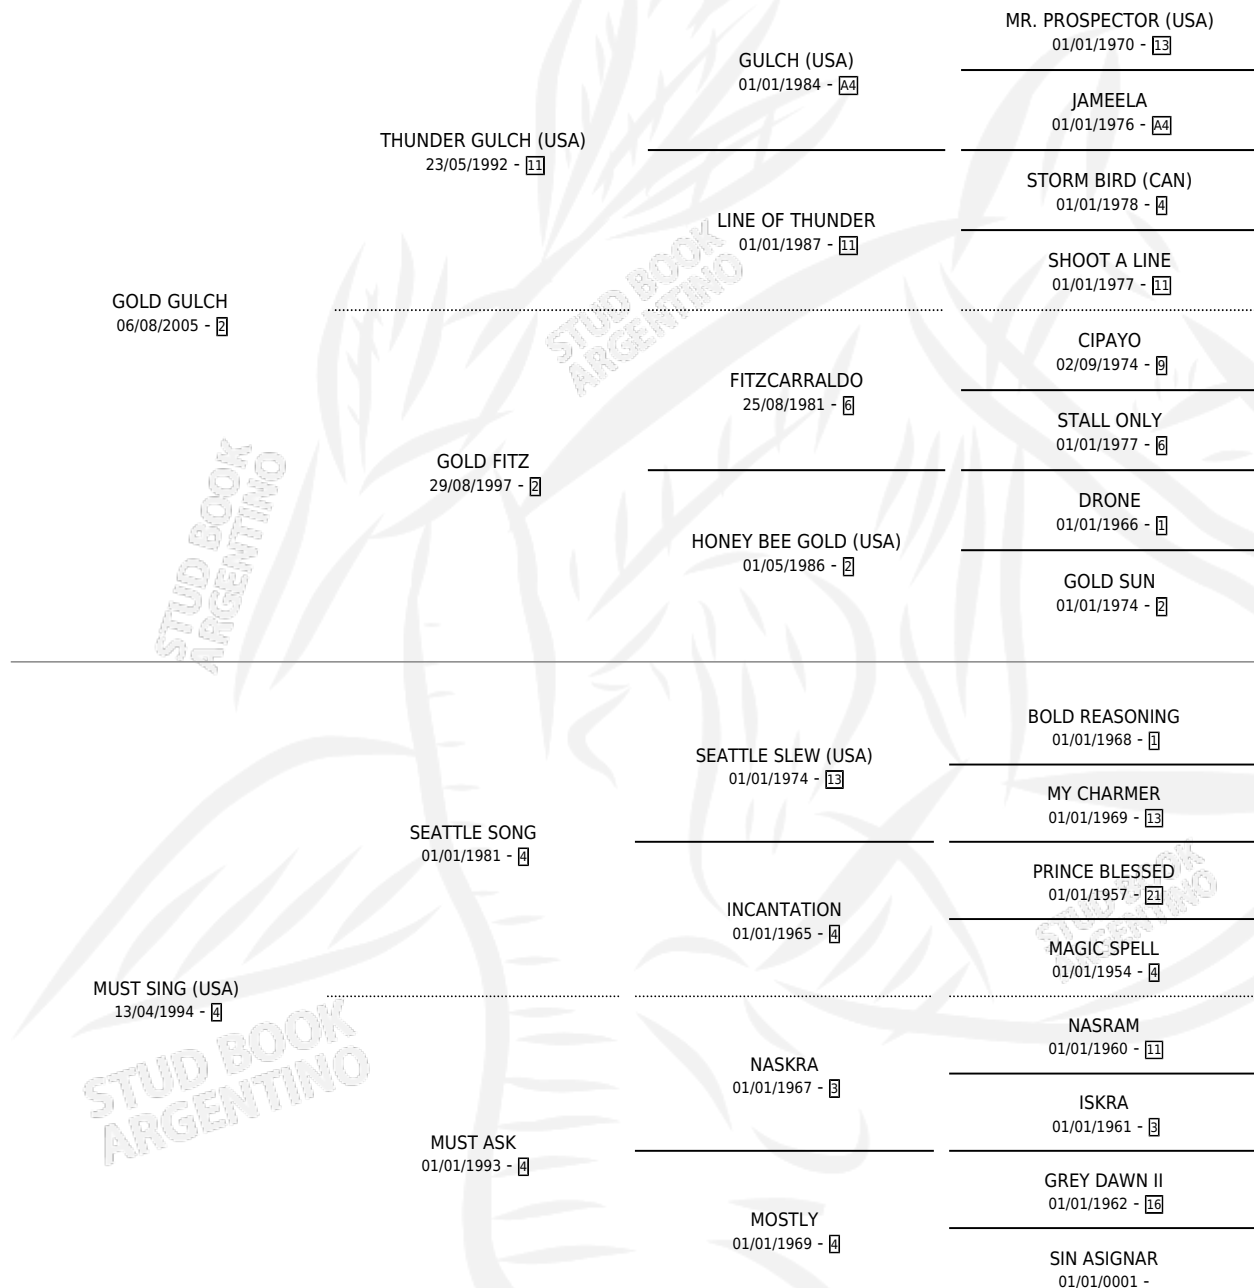 MR. PROSPECTOR (USA)
01/01/1970 - 13
GULCH (USA)
01/01/1984 - A4
JAMEELA
01/01/1976 - A4
THUNDER GULCH (USA)
23/05/1992 - 11
STORM BIRD (CAN)
01/01/1978 - 4
LINE OF THUNDER
01/01/1987 - 11
SHOOT A LINE
01/01/1977 - 11
GOLD GULCH
06/08/2005 - 2
CIPAYO
02/09/1974 - 9
FITZCARRALDO
25/08/1981 - 6
STALL ONLY
01/01/1977 - 6
GOLD FITZ
29/08/1997 - 2
DRONE
01/01/1966 - 1
HONEY BEE GOLD (USA)
01/05/1986 - 2
GOLD SUN
01/01/1974 - 2
BOLD REASONING
01/01/1968 - 1
SEATTLE SLEW (USA)
01/01/1974 - 13
MY CHARMER
01/01/1969 - 13
SEATTLE SONG
01/01/1981 - 4
PRINCE BLESSED
01/01/1957 - 21
INCANTATION
01/01/1965 - 4
MAGIC SPELL
01/01/1954 - 4
MUST SING (USA)
13/04/1994 - 4
NASRAM
01/01/1960 - 11
NASKRA
01/01/1967 - 3
ISKRA
01/01/1961 - 3
MUST ASK
01/01/1993 - 4
GREY DAWN II
01/01/1962 - 16
MOSTLY
01/01/1969 - 4
SIN ASIGNAR
01/01/0001 -
STUD BOOK
ARGENTINO
STUD BOOK
ARGENTINO
STUD BOOK
ARGENTINO
STUD BOOK
ARGENTINO